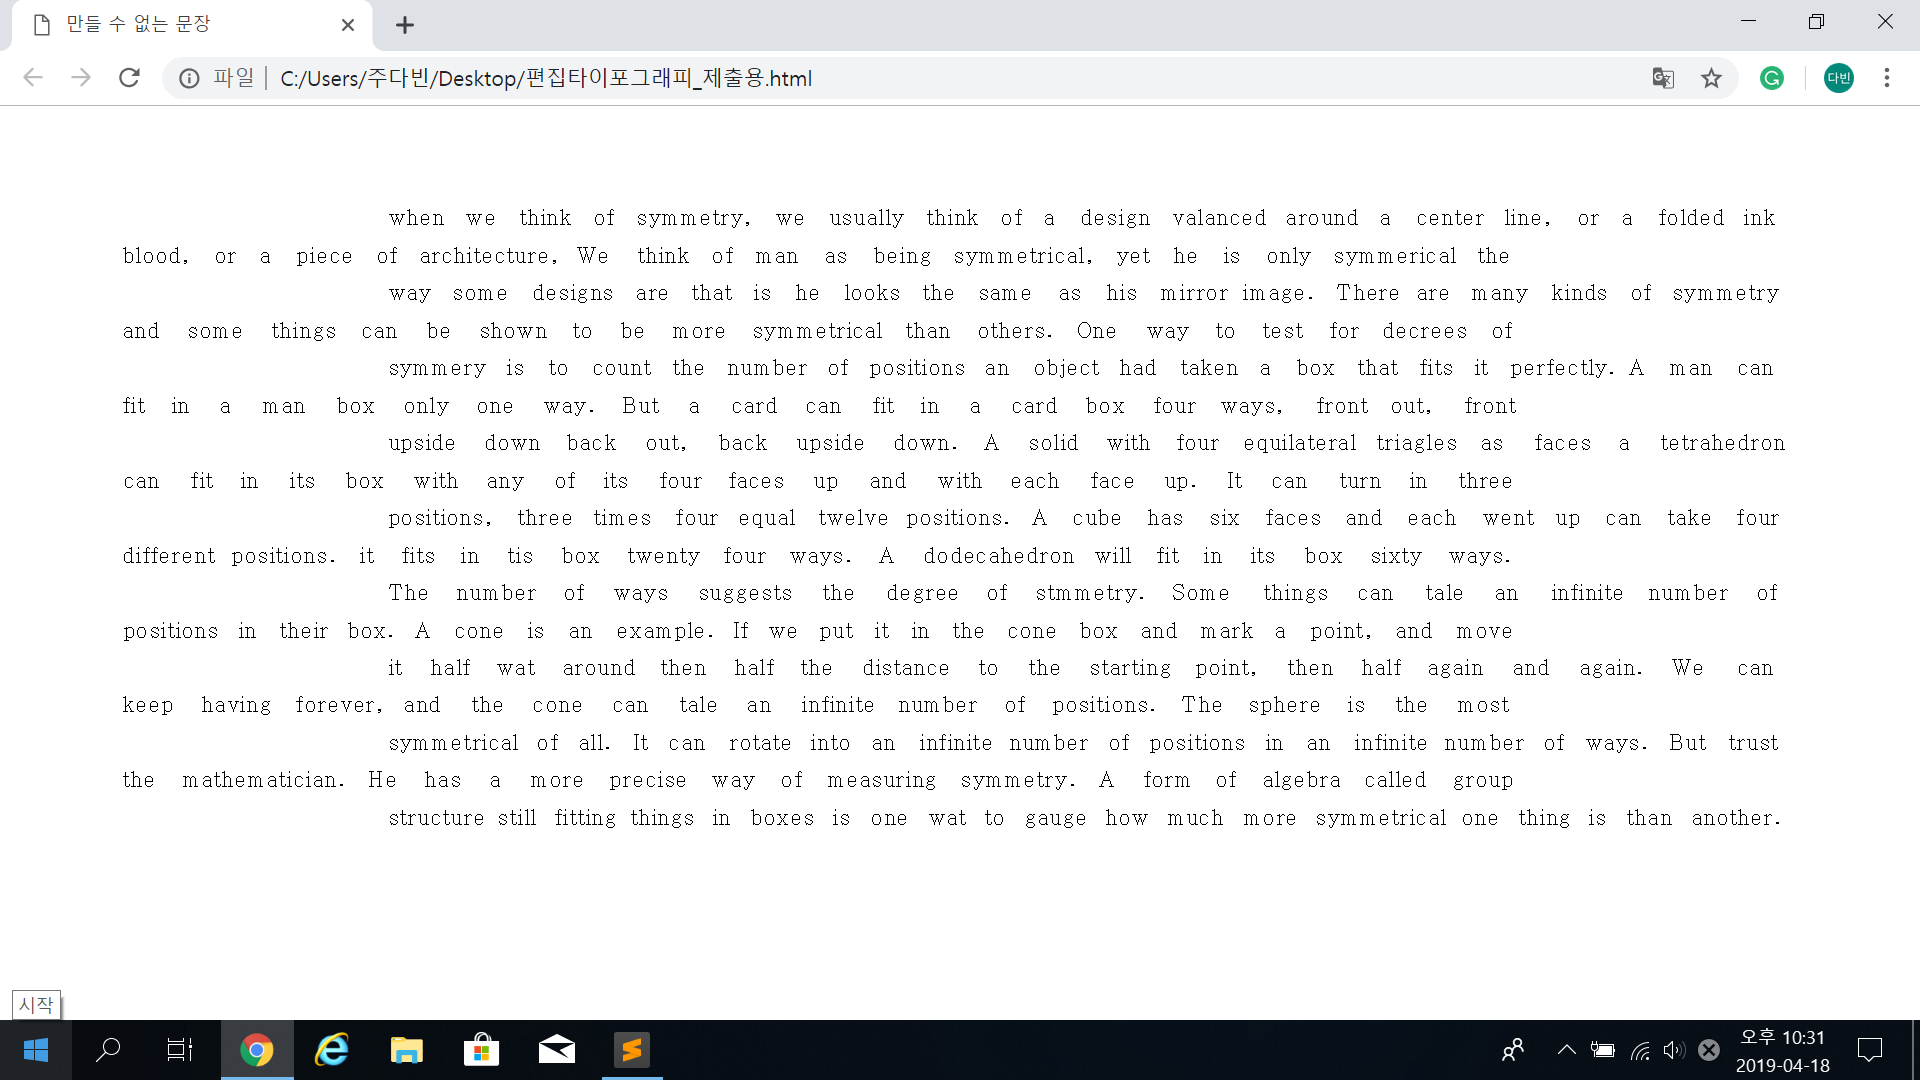 만들 수 없는 문장
파일 | C:/Users/주다빈/Desktop/편집타이포그래피_제출용.html
다빈
when we think of symmetry, we usually think of a design valanced around a center line, or a folded ink
blood, or a piece of architecture, We think of man as being symmetrical, yet he is only symmerical the
way some designs are that is he looks the same as his mirror image. There are many kinds of symmetry
and some things can be shown to be more symmetrical than others. One way to test for decrees of
symmery is to count the number of positions an object had taken a box that fits it perfectly. A man can
fit in a man box only one way. But a card can fit in a card box four ways, front out, front
upside down back out, back upside down. A solid with four equilateral triagles as faces a tetrahedron
can fit in its box with any of its four faces up and with each face up. It can turn in three
positions, three times four equal twelve positions. A cube has six faces and each went up can take four
different positions. it fits in tis box twenty four ways. A dodecahedron will fit in its box sixty ways.
The number of ways suggests the degree of stmmetry. Some things can tale an infinite number of
positions in their box. A cone is an example. If we put it in the cone box and mark a point, and move
it half wat around then half the distance to the starting point, then half again and again. We can
keep having forever, and the cone can tale an infinite number of positions. The sphere is the most
symmetrical of all. It can rotate into an infinite number of positions in an infinite number of ways. But trust
the mathematician. He has a more precise way of measuring symmetry. A form of algebra called group
structure still fitting things in boxes is one wat to gauge how much more symmetrical one thing is than another.
시작
오후 10:31
2019-04-18